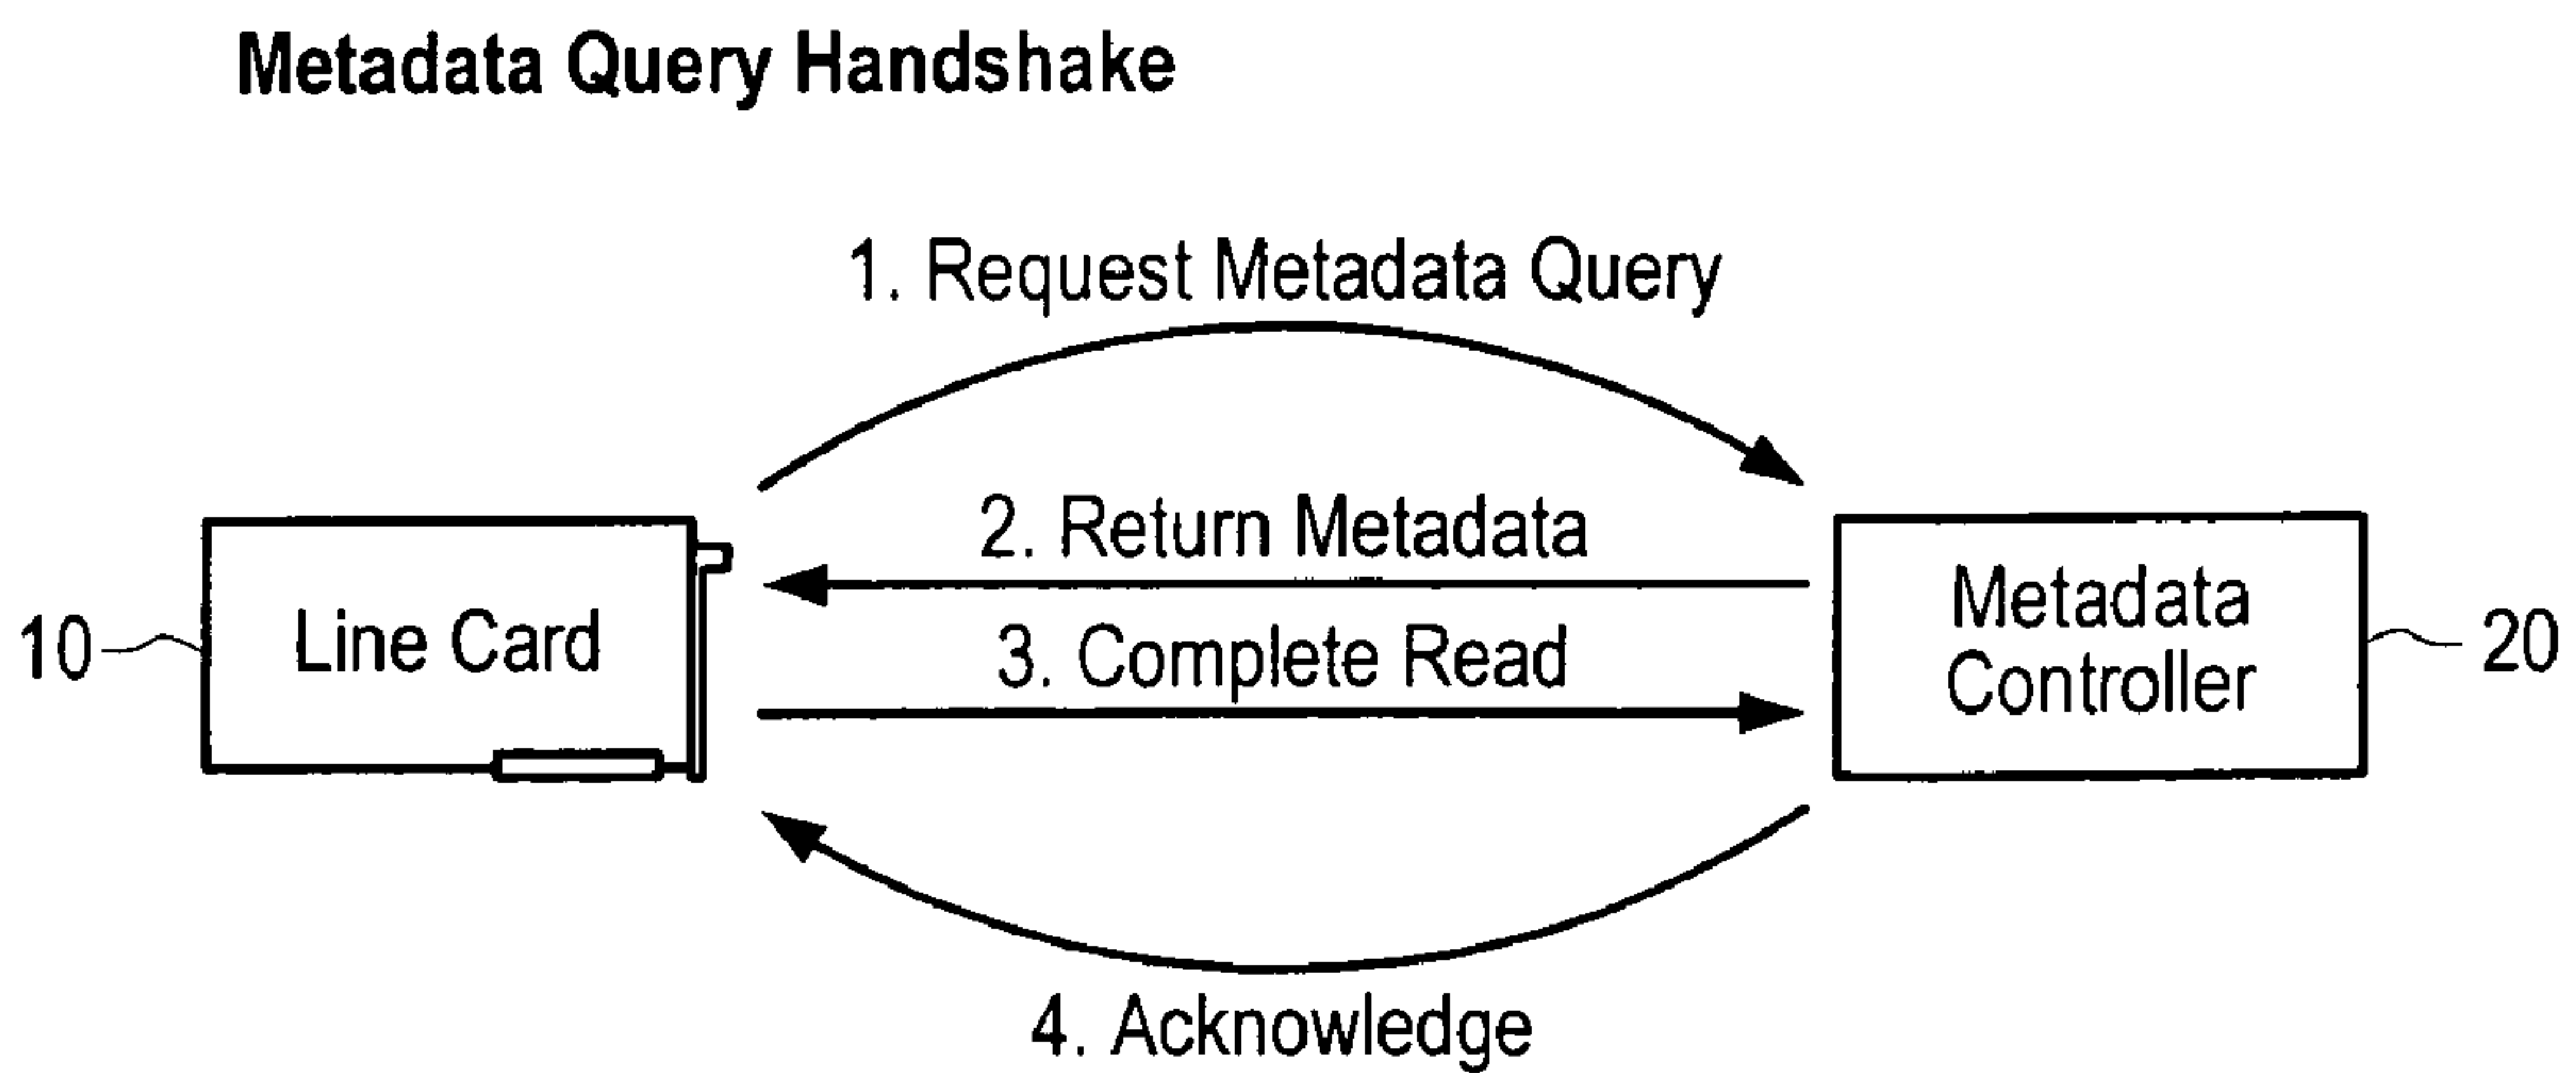 Metadata Query Handshake
1. Request Metadata Query
2. Return Metadata
3. Complete Read
4. Acknowledge
10
Line Card
Metadata
Controller
20